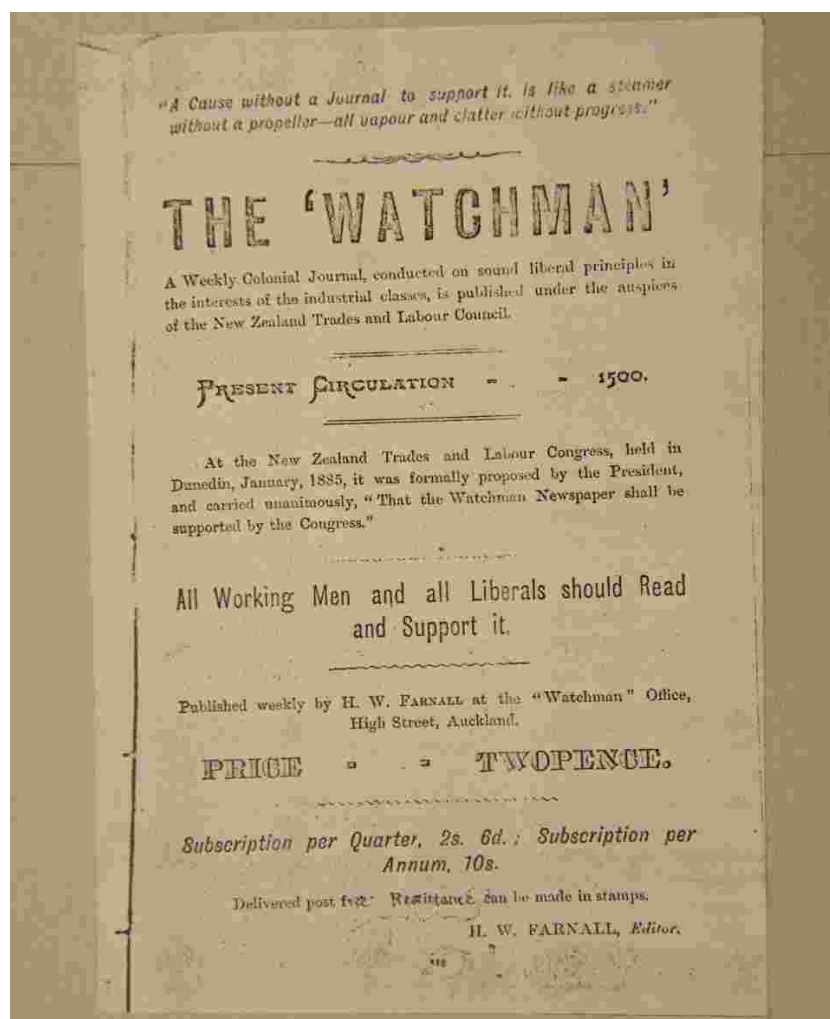 "A Cause without a Journal to support it. is like a steamer
without a propeller—all vapour and clatter without progress."
THE 'WATCHMAN'
A Weekly Colonial Journal, conducted on sound liberal principles in
the interests of the industrial classes, is published under the auspices
of the New Zealand Trades and Labour Council.
PRESENT CIRCULATION - - 1500.
At the New Zealand Trades and Labour Congress, held in
Dunedin, January, 1885, it was formally proposed by the President,
and carried unanimously, "That the Watchman Newspaper shall be
supported by the Congress."
All Working Men and all Liberals should Read
and Support it.
Published weekly by H. W. FARNALL at the "Watchman" Office,
High Street, Auckland.
PRICE - - TWOPENCE.
Subscription per Quarter, 2s. 6d.; Subscription per
Annum, 10s.
Delivered post free. Remittance can be made in stamps.
H. W. FARNALL, Editor.